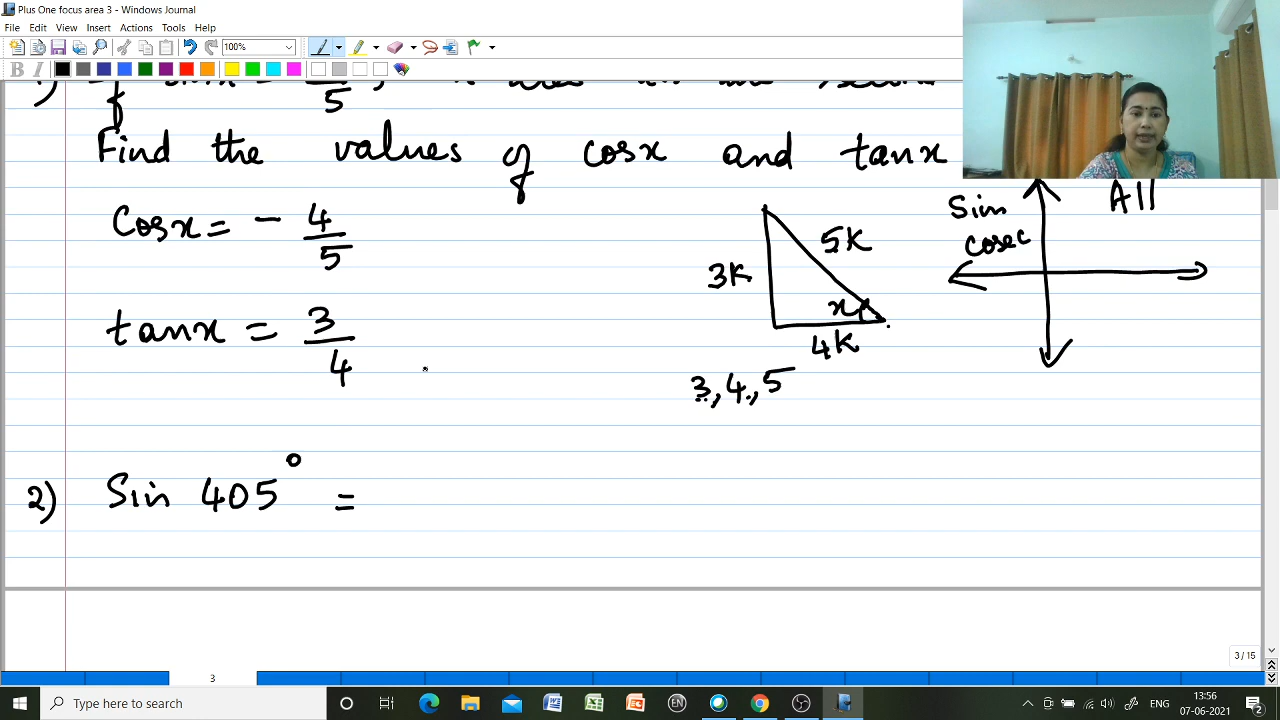 Plus One focus area 3 - Windows Journal
File Edit View Insert Actions Tools Help
100%
B I
5
Find the values of cosx and tanx
Cosx = - 4/5
tanx = 3/4
3K
5K
x
4K
3, 4, 5
Sin
cosec
All
2) Sin 405° =
3 / 15
3
Type here to search
ENG
13:56
07-06-2021
2